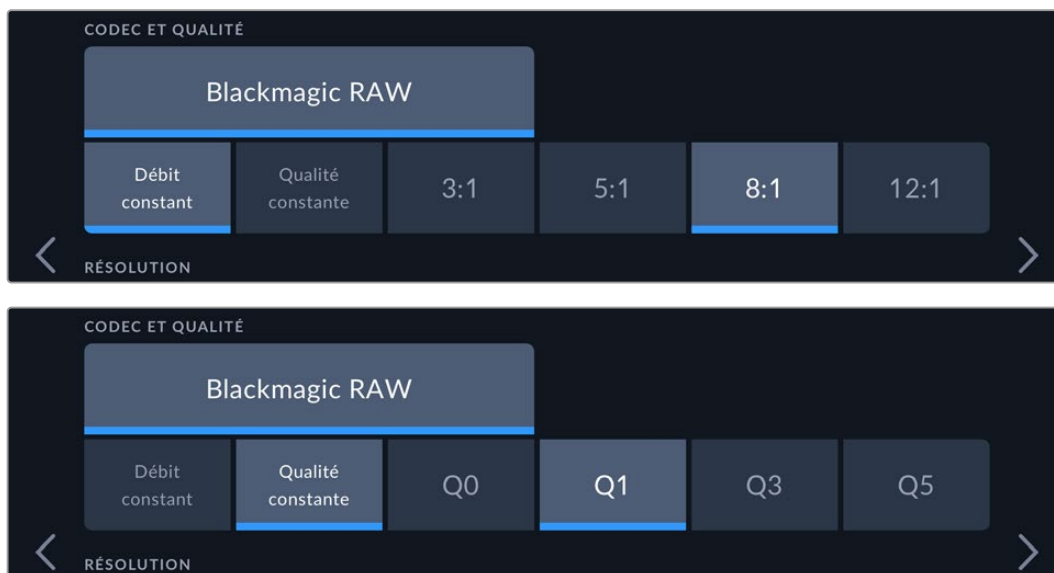 CODEC ET QUALITÉ
Blackmagic RAW
Débit constant
Qualité constante
3:1
5:1
8:1
12:1
RÉSOLUTION
CODEC ET QUALITÉ
Blackmagic RAW
Débit constant
Qualité constante
Q0
Q1
Q3
Q5
RÉSOLUTION